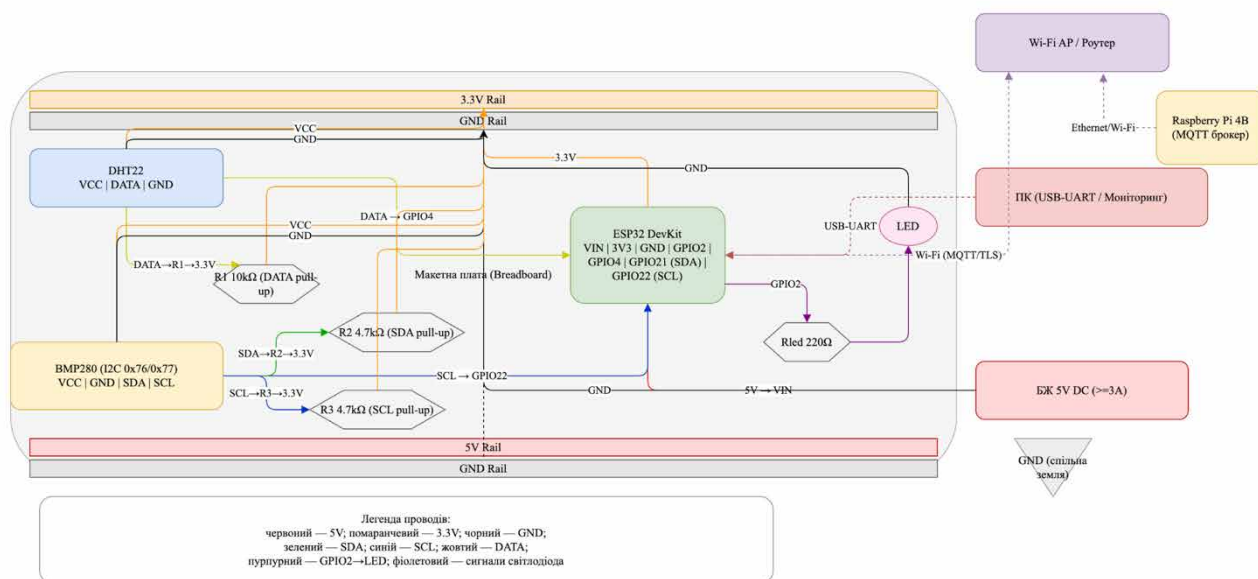 Wi-Fi AP / Роутер
3.3V Rail
GND Rail
VCC
GND
Ethernet/Wi-Fi
Raspberry Pi 4B
(MQTT брокер)
DHT22
VCC | DATA | GND
3.3V
GND
ПК (USB-UART / Моніторинг)
DATA → GPIO4
VCC
GND
USB-UART
LED
ESP32 DevKit
VIN | 3V3 | GND | GPIO2 |
GPIO4 | GPIO21 (SDA) |
GPIO22 (SCL)
Wi-Fi (MQTT/TLS)
DATA→R1→3.3V
R1 10kΩ (DATA pull-
up)
Макетна плата (Breadboard)
GPIO2
R2 4.7kΩ (SDA pull-up)
Rled 220Ω
SDA→R2→3.3V
BMP280 (I2C 0x76/0x77)
VCC | GND | SDA | SCL
SCL → GPIO22
SCL→R3→3.3V
GND
5V → VIN
БЖ 5V DC (>=3A)
R3 4.7kΩ (SCL pull-up)
5V Rail
GND Rail
GND (спільна
земля)
Легенда проводів:
червоний — 5V; помаранчевий — 3.3V; чорний — GND;
зелений — SDA; синій — SCL; жовтий — DATA;
пурпурний — GPIO2→LED; фіолетовий — сигнали світлодіода